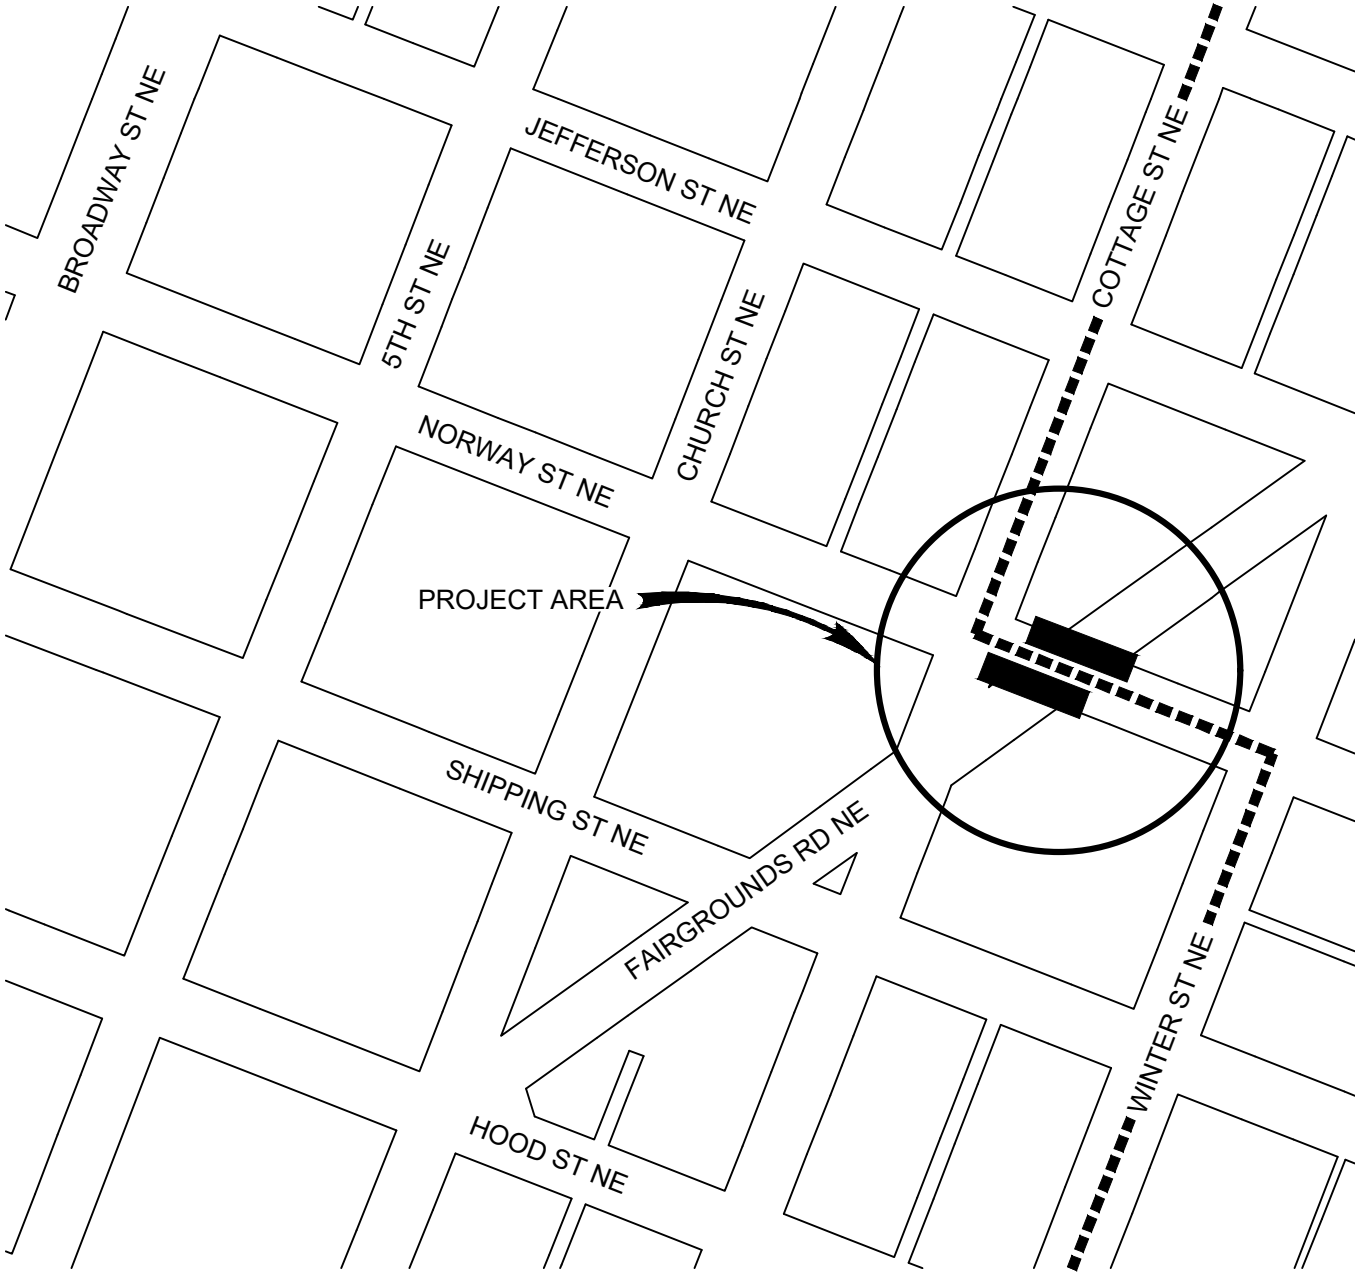 BROADWAY ST NE
JEFFERSON ST NE
COTTAGE ST NE
5TH ST NE
CHURCH ST NE
NORWAY ST NE
PROJECT AREA
SHIPPING ST NE
FAIRGROUNDS RD NE
WINTER ST NE
HOOD ST NE